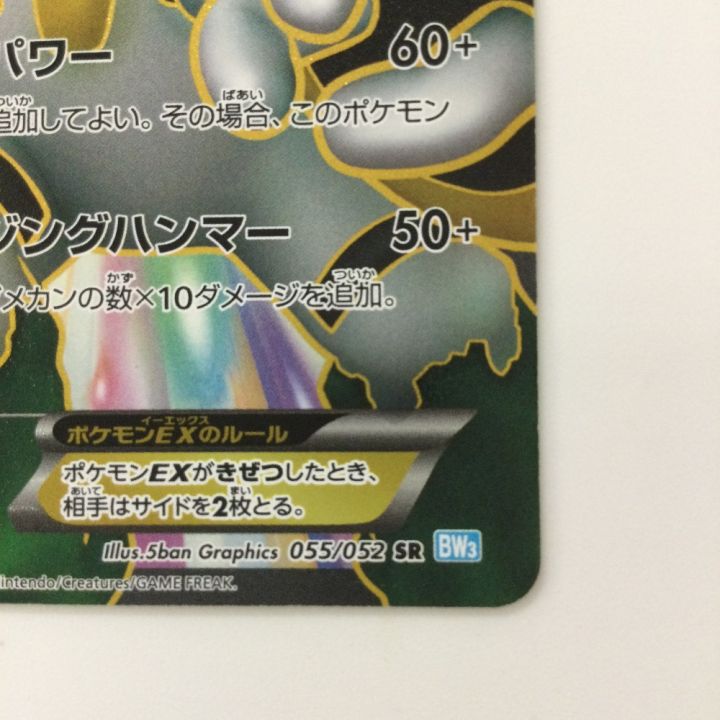 パワー 60+
追加してよい。その場合、このポケモン
ジングハンマー 50+
メカンの数×10ダメージを追加。
ポケモンEXのルール
ポケモンEXがきぜつしたとき、
相手はサイドを2枚とる。
Illus.5ban Graphics 055/052 SR BW3
intendo/Creatures/GAME FREAK.